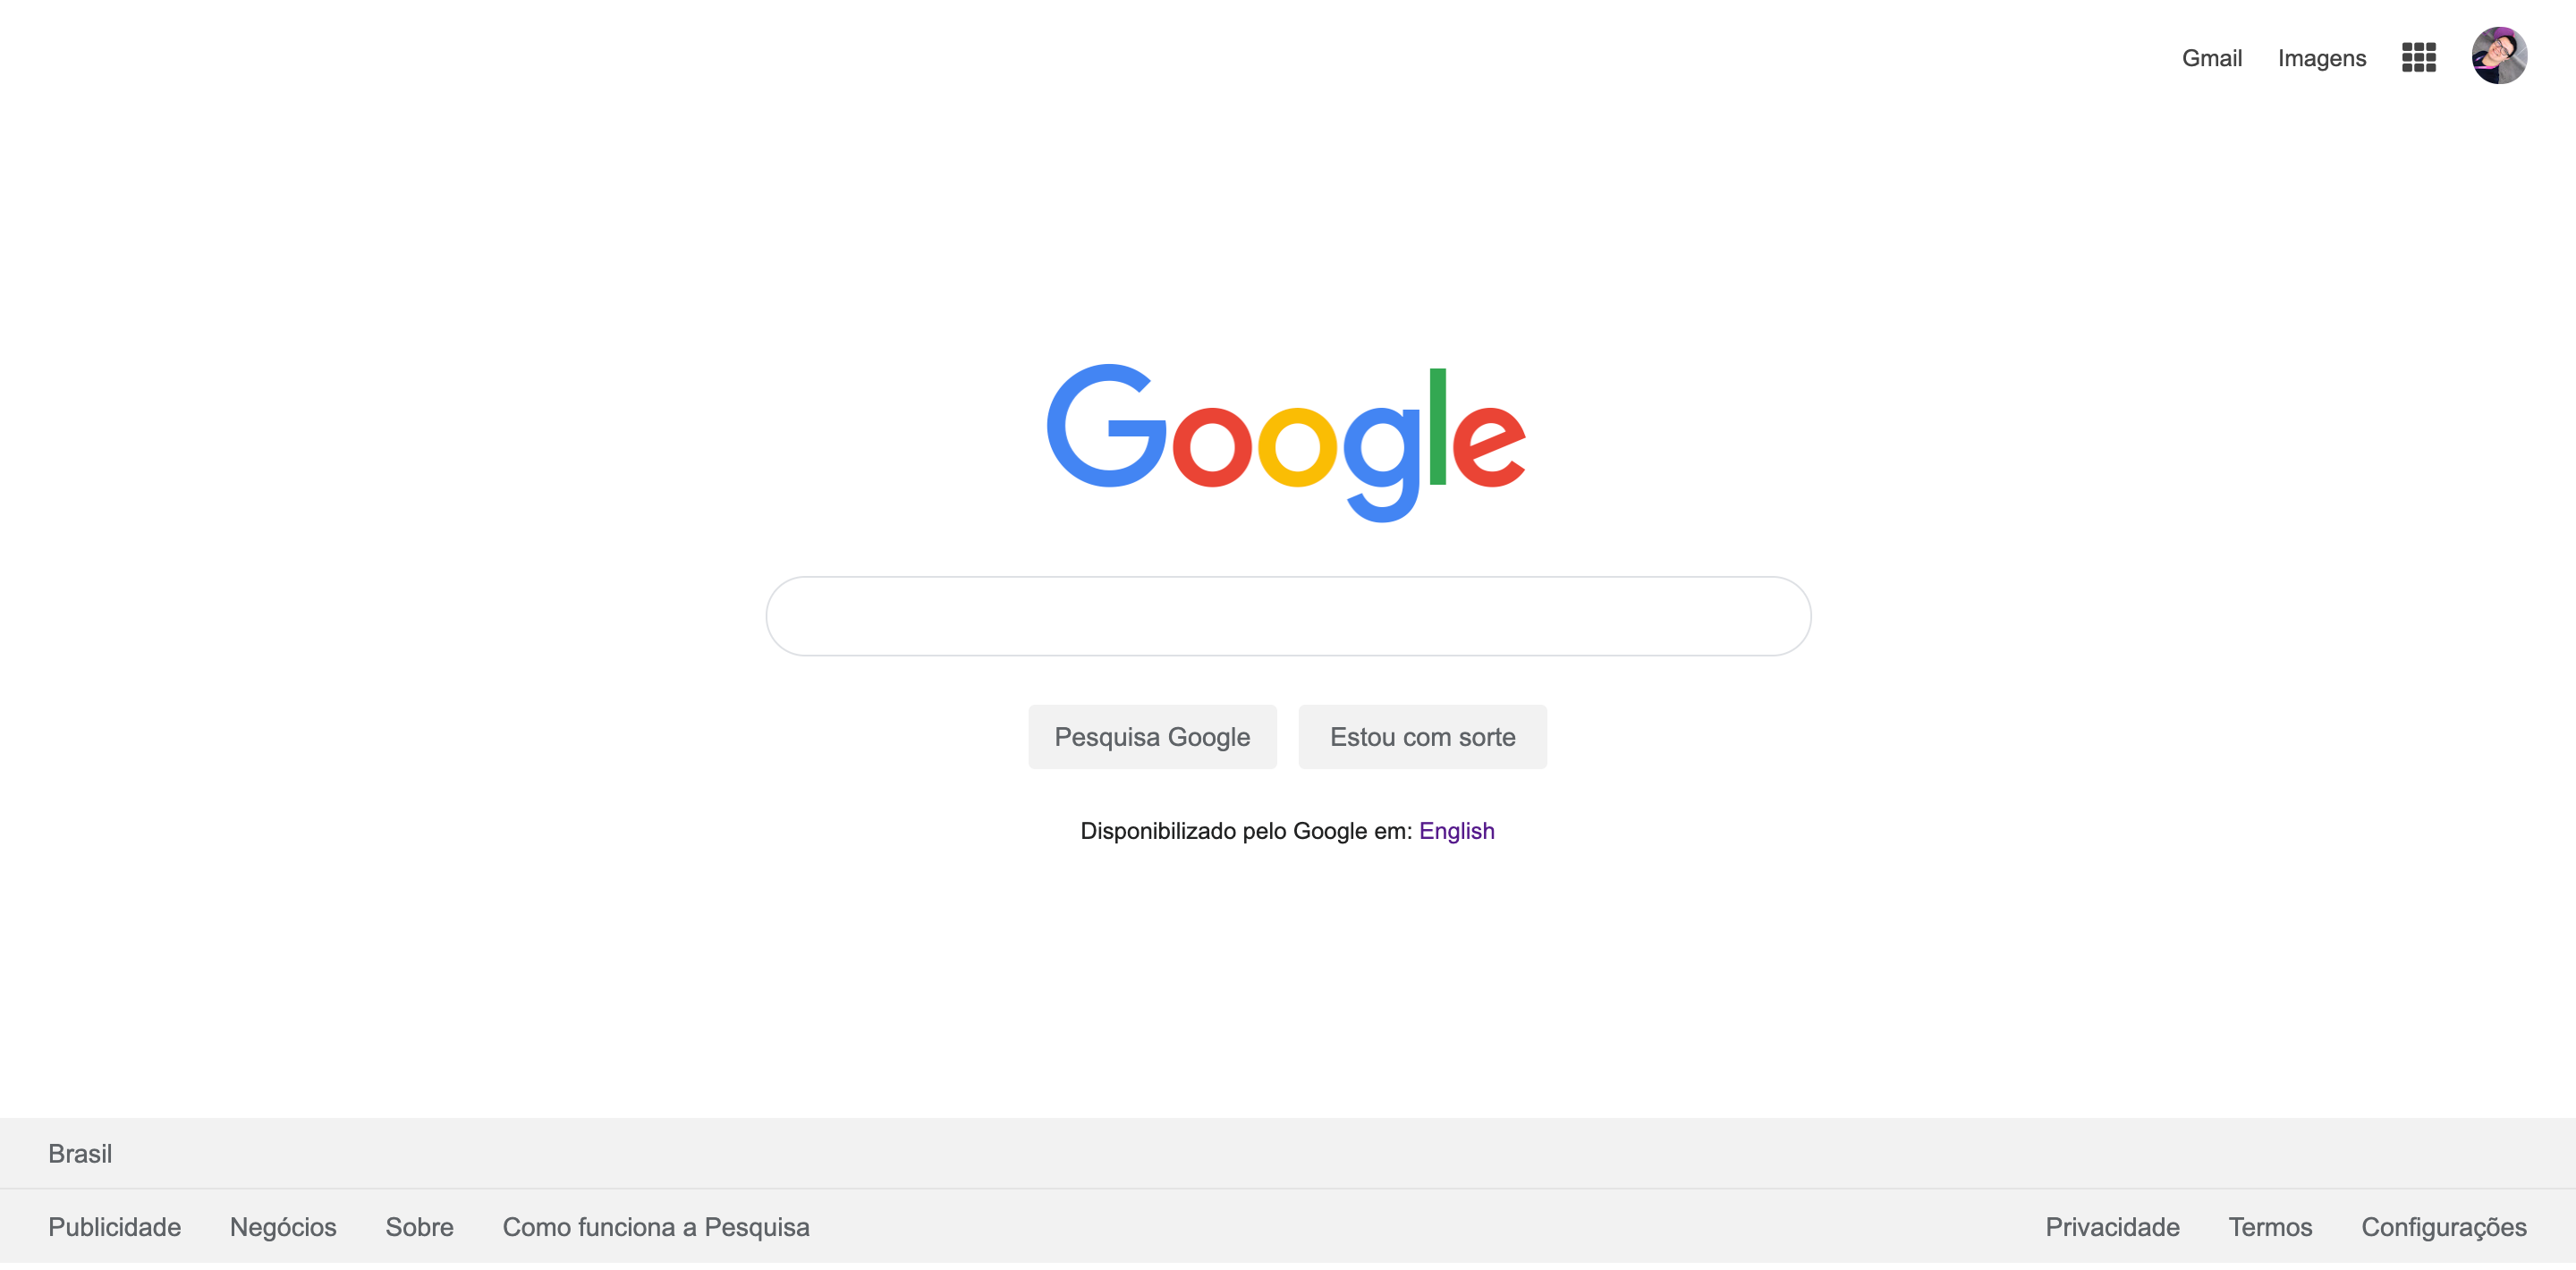 Gmail Imagens
Google
Pesquisa Google Estou com sorte
Disponibilizado pelo Google em: English
Brasil
Publicidade Negócios Sobre Como funciona a Pesquisa Privacidade Termos Configurações